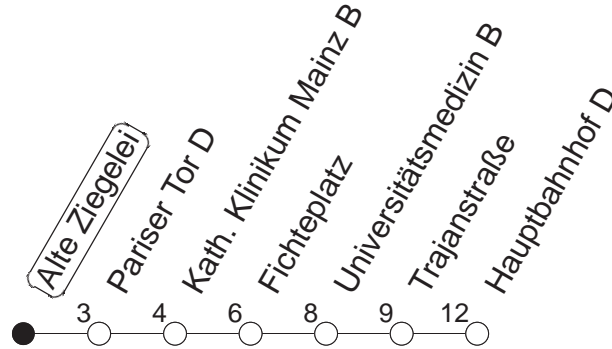 Alte Ziegelei
Pariser Tor D
Kath. Klinikum Mainz B
Fichteplatz
Universitätsmedizin B
Trajanstraße
Hauptbahnhof D
3
4
6
8
9
12